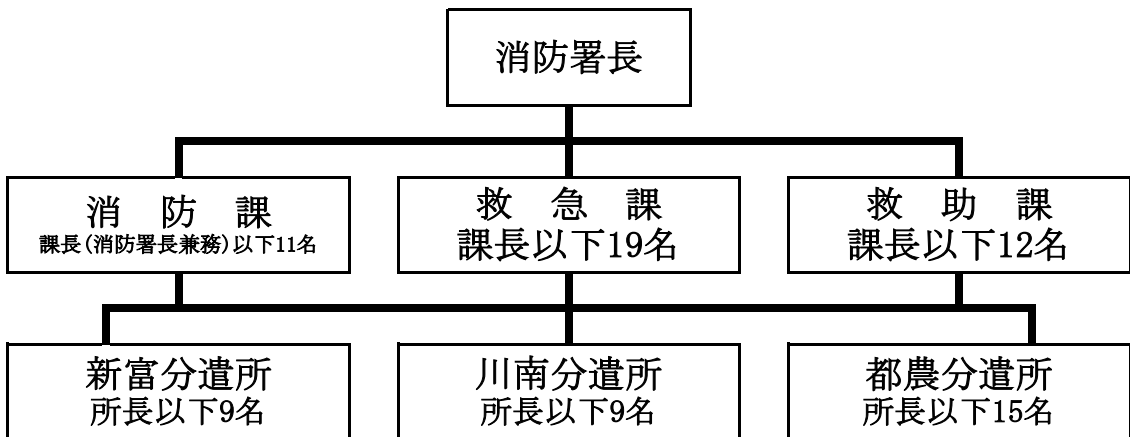 消防署長
消　防　課
課長(消防署長兼務)以下11名
救　急　課
課長以下19名
救　助　課
課長以下12名
新富分遣所
所長以下9名
川南分遣所
所長以下9名
都農分遣所
所長以下15名